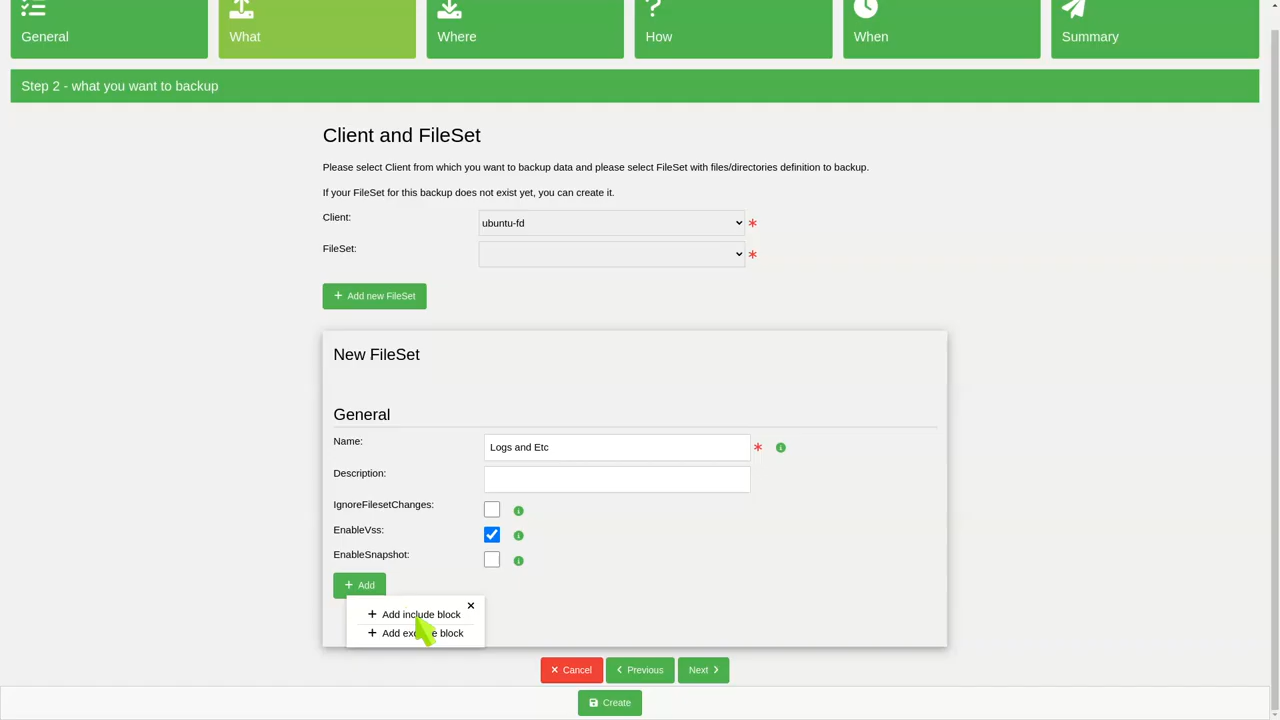 General
What
Where
How
When
Summary
Step 2 - what you want to backup
Client and FileSet
Please select Client from which you want to backup data and please select FileSet with files/directories definition to backup.
If your FileSet for this backup does not exist yet, you can create it.
Client:
ubuntu-fd
*
FileSet:
*
+ Add new FileSet
New FileSet
General
Name:
Logs and Etc
*
Description:
IgnoreFilesetChanges:
EnableVss:
EnableSnapshot:
+ Add
+ Add include block
+ Add block
Cancel
Previous
Next
Create